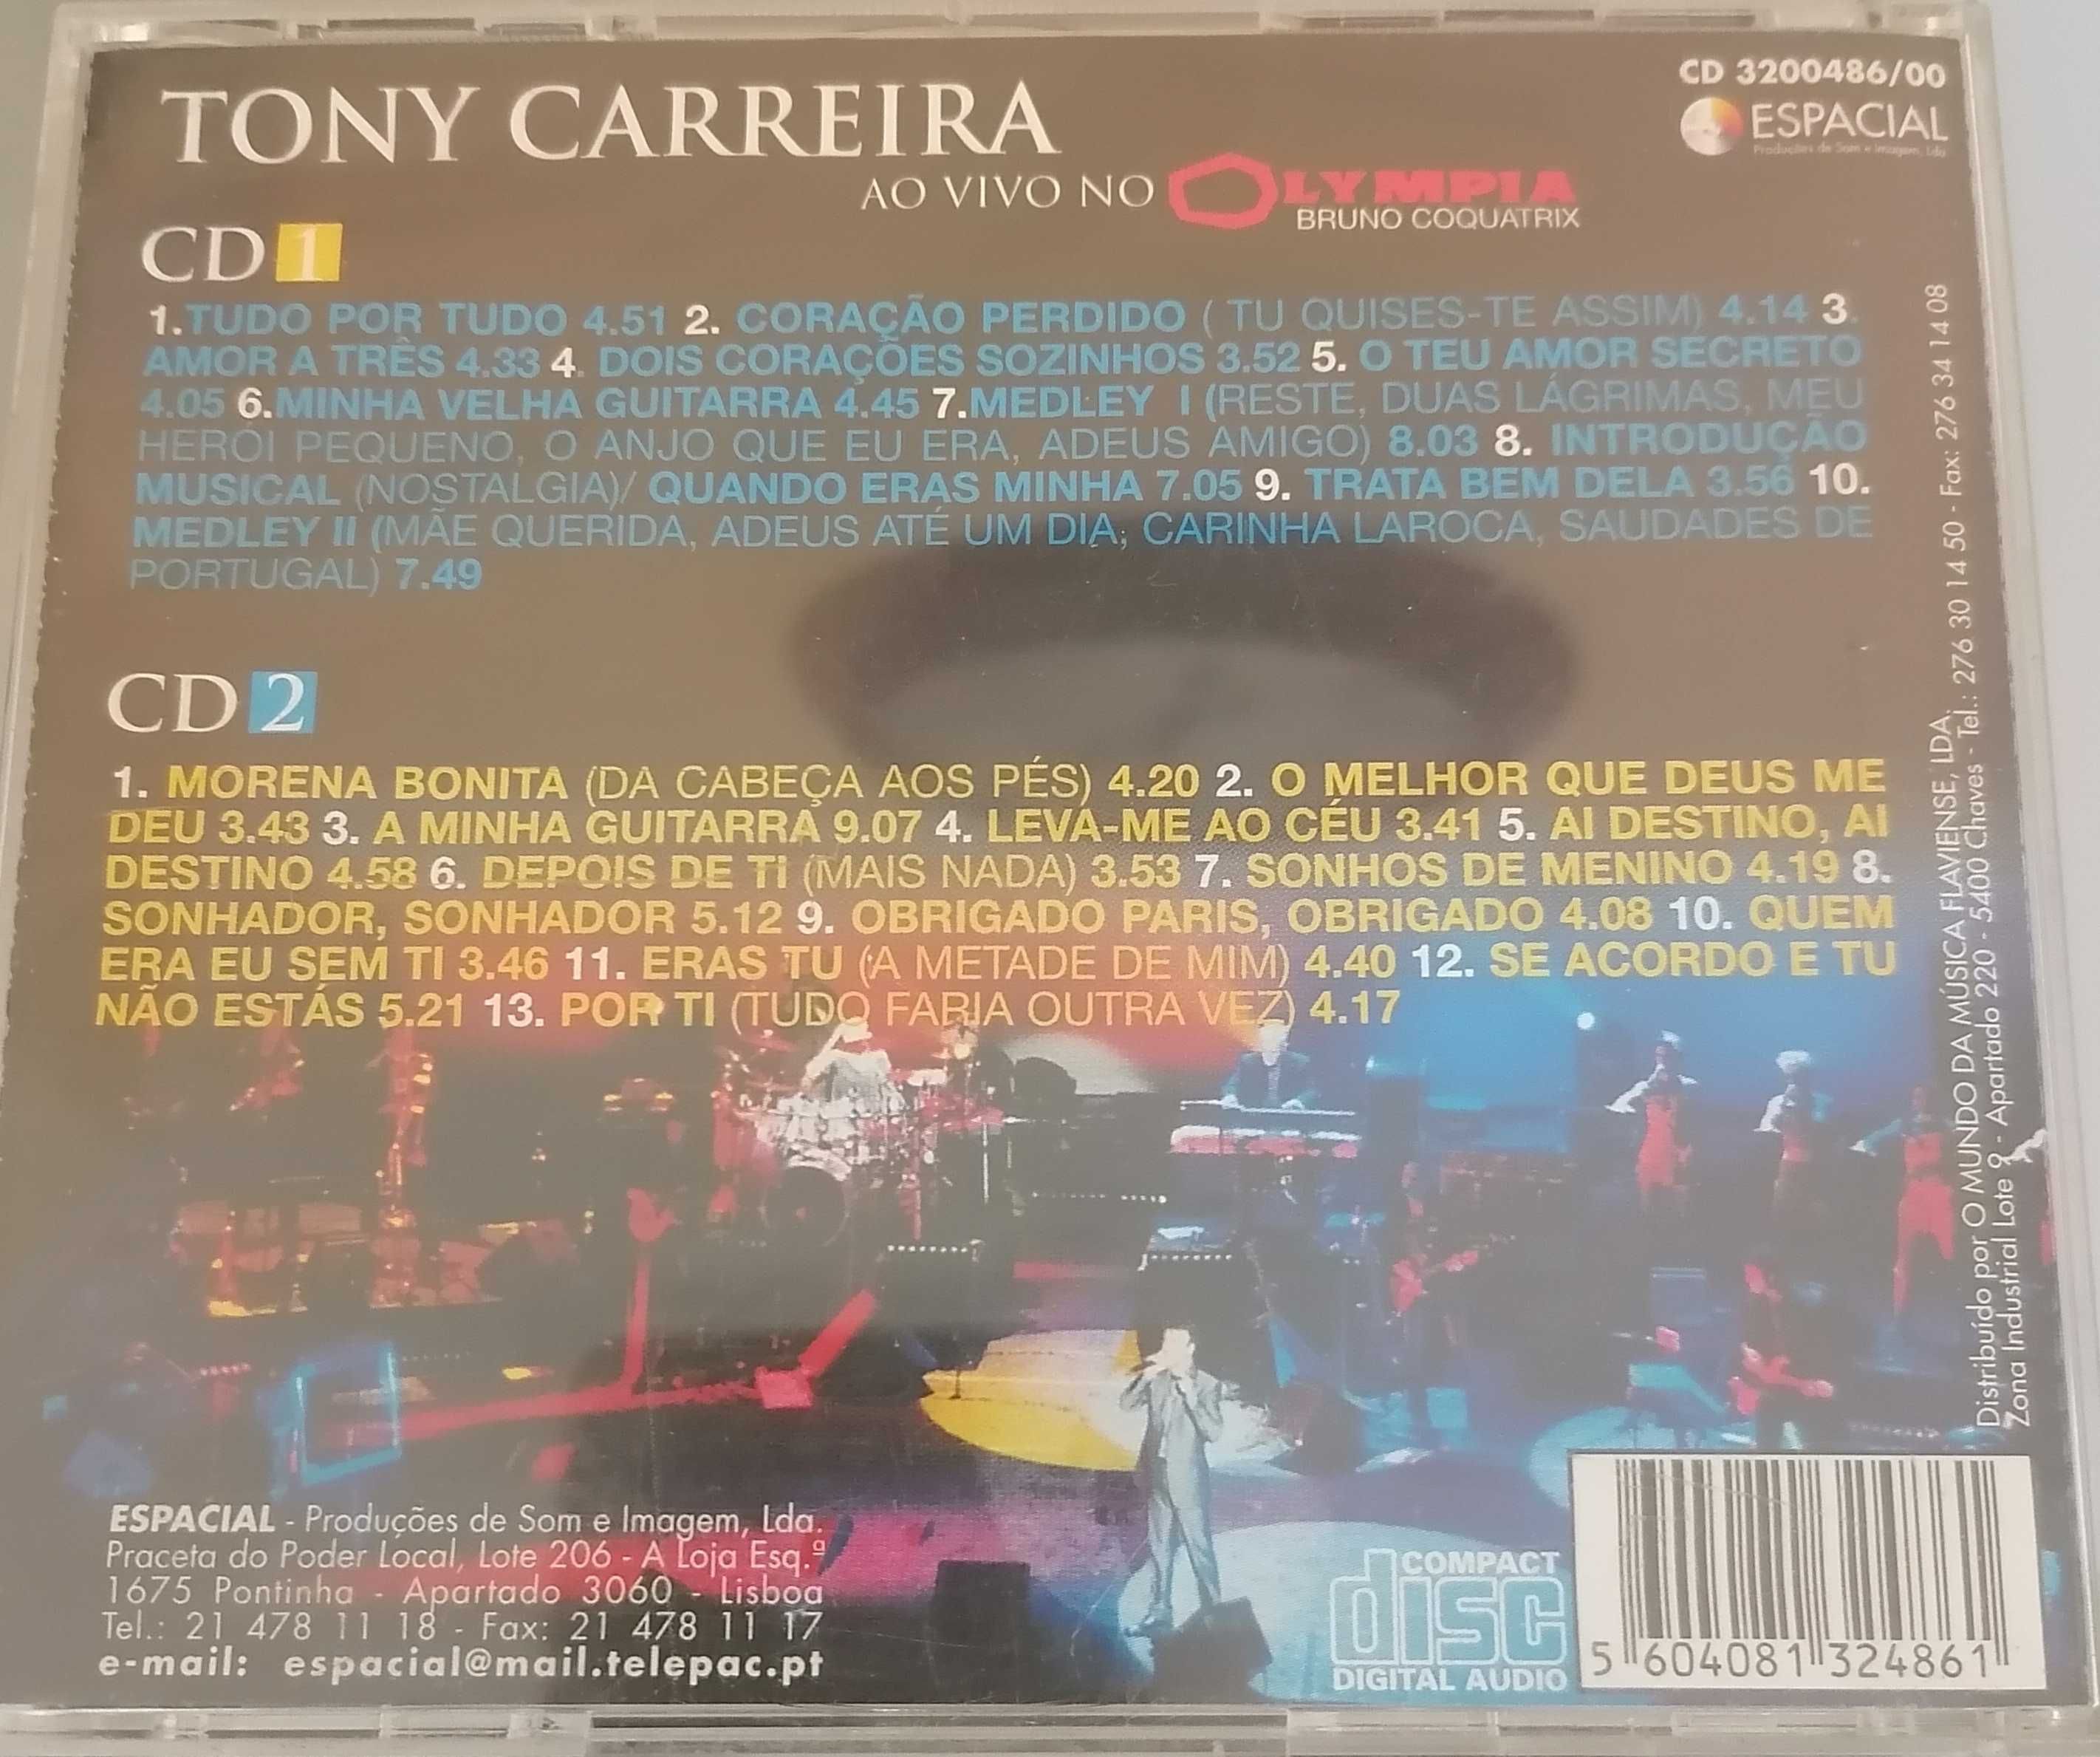 TONY CARREIRA
AO VIVO NO OLYMPIA
BRUNO COQUATRIX
CD 3200486/00
ESPACIAL
Produções de Som e Imagem, Lda
CD 1
1.TUDO POR TUDO 4.51 2. CORAÇÃO PERDIDO ( TU QUISES-TE ASSIM) 4.14 3.
AMOR A TRÊS 4.33 4. DOIS CORAÇÕES SOZINHOS 3.52 5. O TEU AMOR SECRETO
4.05 6.MINHA VELHA GUITARRA 4.45 7.MEDLEY I (RESTE, DUAS LÁGRIMAS, MEU
HERÓI PEQUENO, O ANJO QUE EU ERA, ADEUS AMIGO) 8.03 8. INTRODUÇÃO
MUSICAL (NOSTALGIA)/ QUANDO ERAS MINHA 7.05 9. TRATA BEM DELA 3.56 10.
MEDLEY II (MÃE QUERIDA, ADEUS ATÉ UM DIA; CARINHA LAROCA, SAUDADES DE
PORTUGAL) 7.49
CD 2
1. MORENA BONITA (DA CABEÇA AOS PÉS) 4.20 2. O MELHOR QUE DEUS ME
DEU 3.43 3. A MINHA GUITARRA 9.07 4. LEVA-ME AO CÉU 3.41 5. AI DESTINO, AI
DESTINO 4.58 6. DEPOIS DE TI (MAIS NADA) 3.53 7. SONHOS DE MENINO 4.19 8.
SONHADOR, SONHADOR 5.12 9. OBRIGADO PARIS, OBRIGADO 4.08 10. QUEM
ERA EU SEM TI 3.46 11. ERAS TU (A METADE DE MIM) 4.40 12. SE ACORDO E TU
NÃO ESTÁS 5.21 13. POR TI (TUDO FARIA OUTRA VEZ) 4.17
Distribuído por O MUNDO DA MÚSICA FLAVIENSE, LDA.
Zona Industrial Lote 9 - Apartado 220 - 5400 Chaves - Tel.: 276 30 14 50 - Fax: 276 34 14 08
ESPACIAL - Produções de Som e Imagem, Lda.
Praceta do Poder Local, Lote 206 - A Loja Esq.ª
1675 Pontinha - Apartado 3060 - Lisboa
Tel.: 21 478 11 18 - Fax: 21 478 11 17
e-mail: espacial@mail.telepac.pt
COMPACT
disc
DIGITAL AUDIO
5 604081 324861